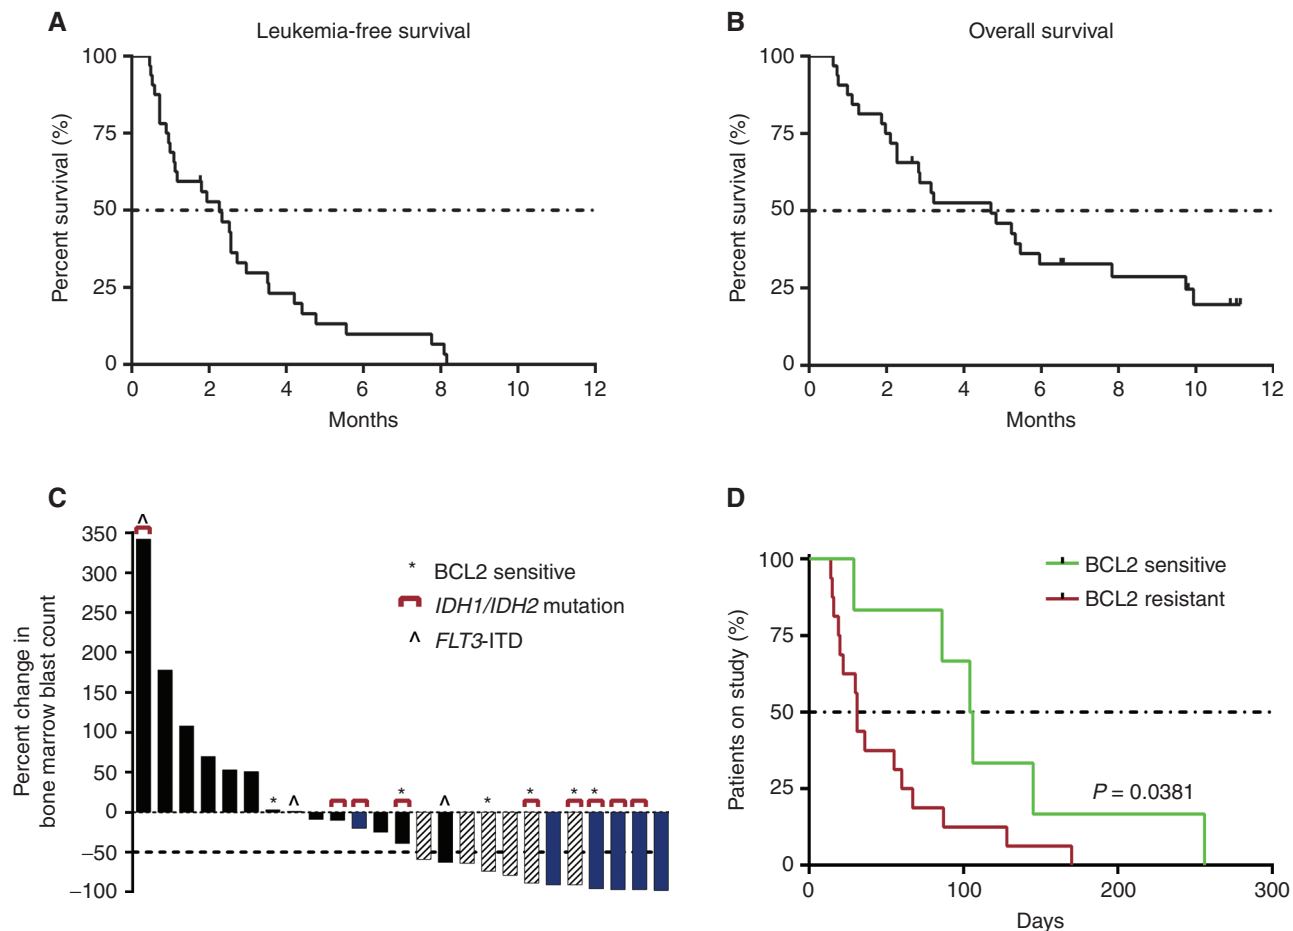 A
Leukemia-free survival
Percent survival (%)
100
75
50
25
0
0 2 4 6 8 10 12
Months
B
Overall survival
Percent survival (%)
100
75
50
25
0
0 2 4 6 8 10 12
Months
C
Percent change in
bone marrow blast count
350
300
250
200
150
100
50
0
−50
−100
^
* BCL2 sensitive
IDH1/IDH2 mutation
^ FLT3-ITD
* ^ * ^ * * * *
D
Patients on study (%)
100
75
50
25
0
BCL2 sensitive
BCL2 resistant
P = 0.0381
0 100 200 300
Days